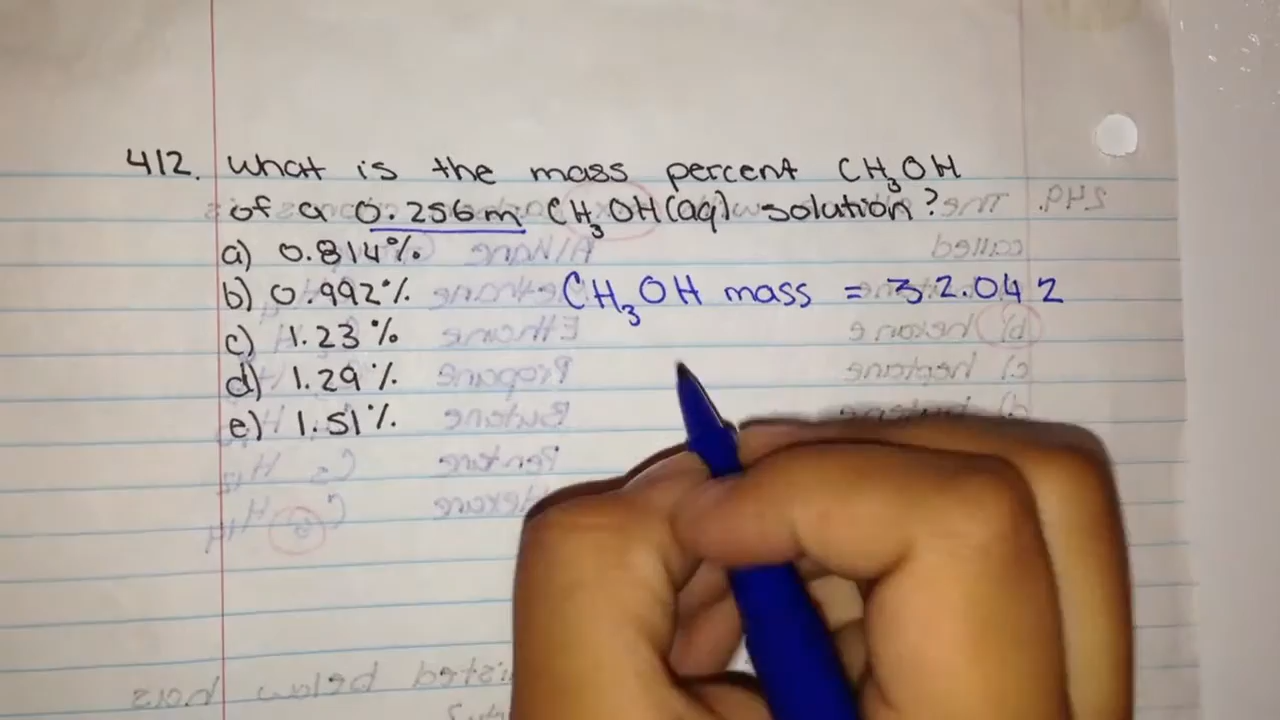 412. What is the mass percent CH₃OH
of a 0.256m CH₃OH(aq) solution?
a) 0.814%
b) 0.992%
CH₃OH mass = 32.042
c) 1.23%
d) 1.29%
e) 1.51%